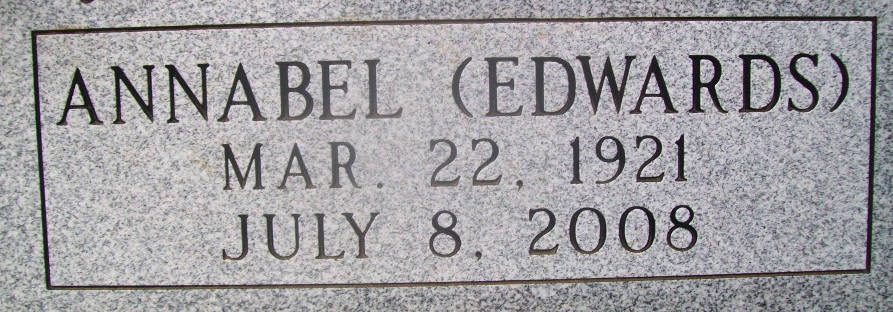 ANNABEL (EDWARDS)
MAR. 22, 1921
JULY 8, 2008